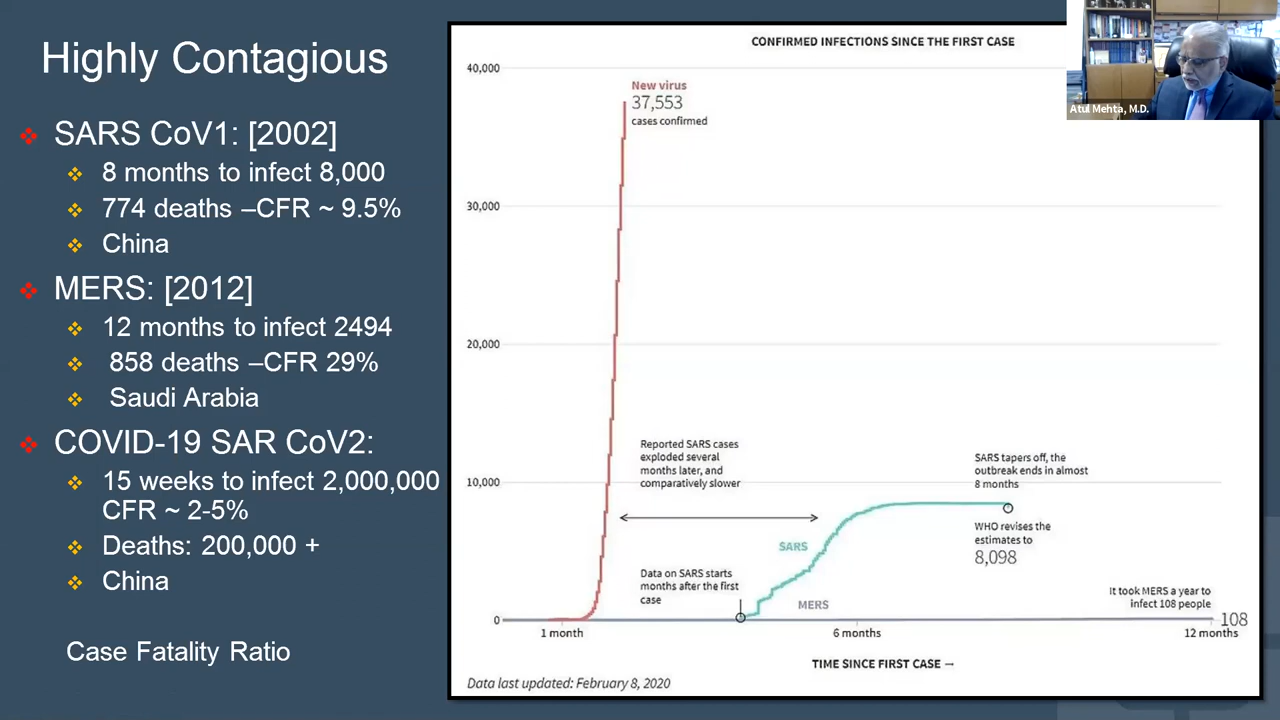 Highly Contagious
SARS CoV1: [2002]
8 months to infect 8,000
774 deaths –CFR ~ 9.5%
China
MERS: [2012]
12 months to infect 2494
858 deaths –CFR 29%
Saudi Arabia
COVID-19 SAR CoV2:
15 weeks to infect 2,000,000
CFR ~ 2-5%
Deaths: 200,000 +
China
Case Fatality Ratio
CONFIRMED INFECTIONS SINCE THE FIRST CASE
40,000
New virus
37,553
cases confirmed
30,000
20,000
Reported SARS cases
exploded several
months later, and
comparatively slower
10,000
SARS tapers off, the
outbreak ends in almost
8 months
WHO revises the
estimates to
8,098
SARS
Data on SARS starts
months after the first
case
MERS
It took MERS a year to
infect 108 people
108
0
1 month
6 months
12 months
TIME SINCE FIRST CASE →
Data last updated: February 8, 2020
Atul Mehta, M.D.